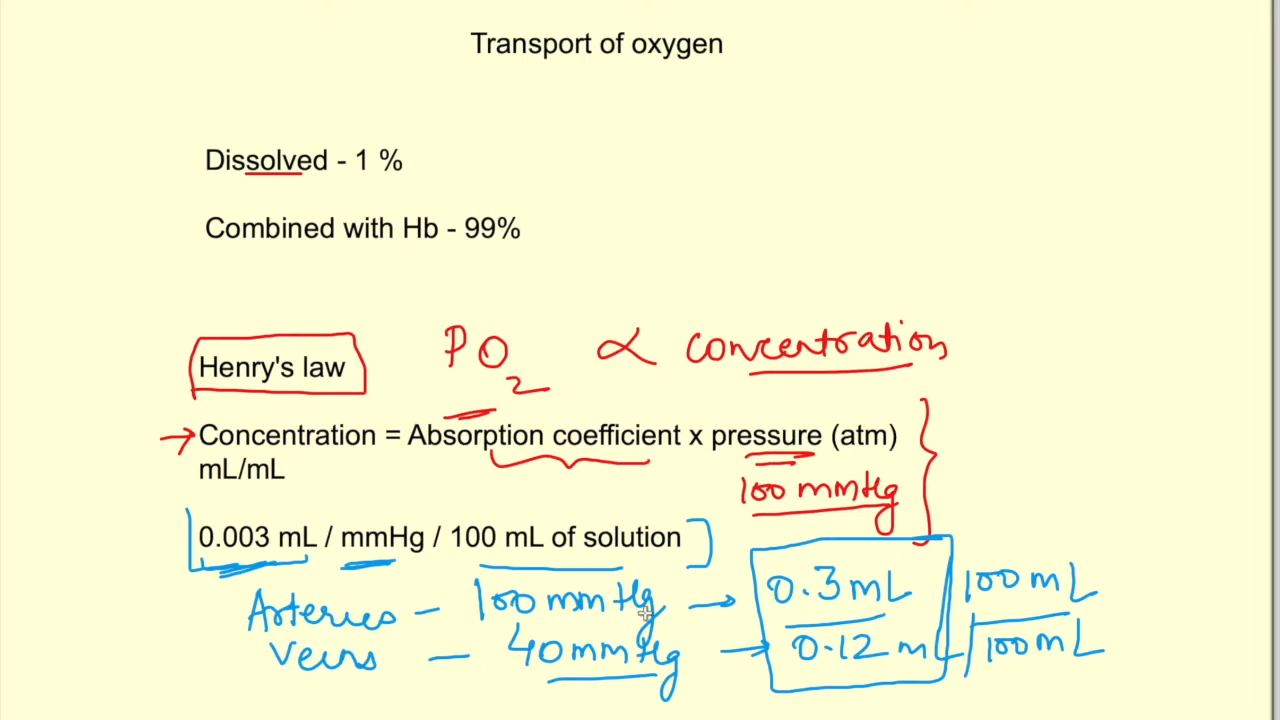 Transport of oxygen
Dissolved - 1 %
Combined with Hb - 99%
Henry's law
PO2 ∝ concentration
Concentration = Absorption coefficient x pressure (atm)
mL/mL
100 mmHg
0.003 mL / mmHg / 100 mL of solution
Arteries - 100 mmHg → 0.3 mL / 100 mL
Veins - 40 mmHg → 0.12 mL / 100 mL